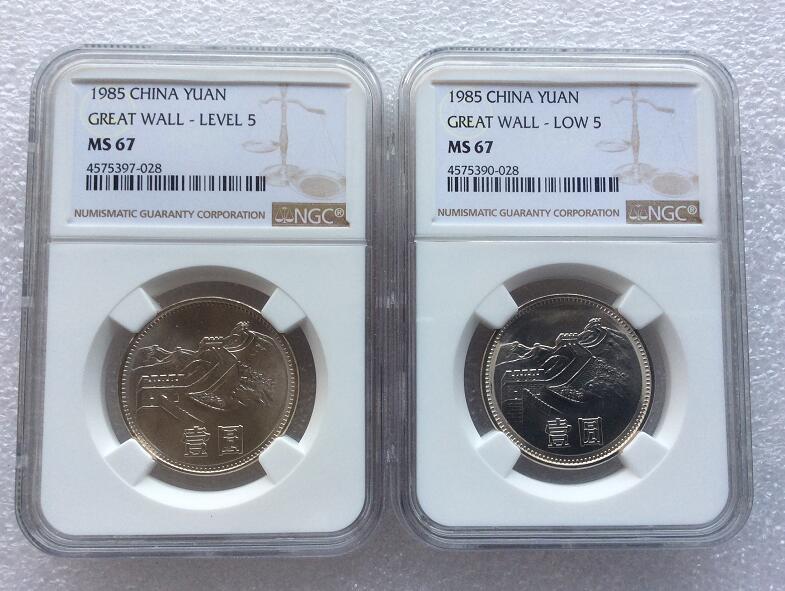 1985 CHINA YUAN
GREAT WALL - LEVEL 5
MS 67
4575397-028
NUMISMATIC GUARANTY CORPORATION NGC®
壹圆
1985 CHINA YUAN
GREAT WALL - LOW 5
MS 67
4575390-028
NUMISMATIC GUARANTY CORPORATION NGC®
壹圆